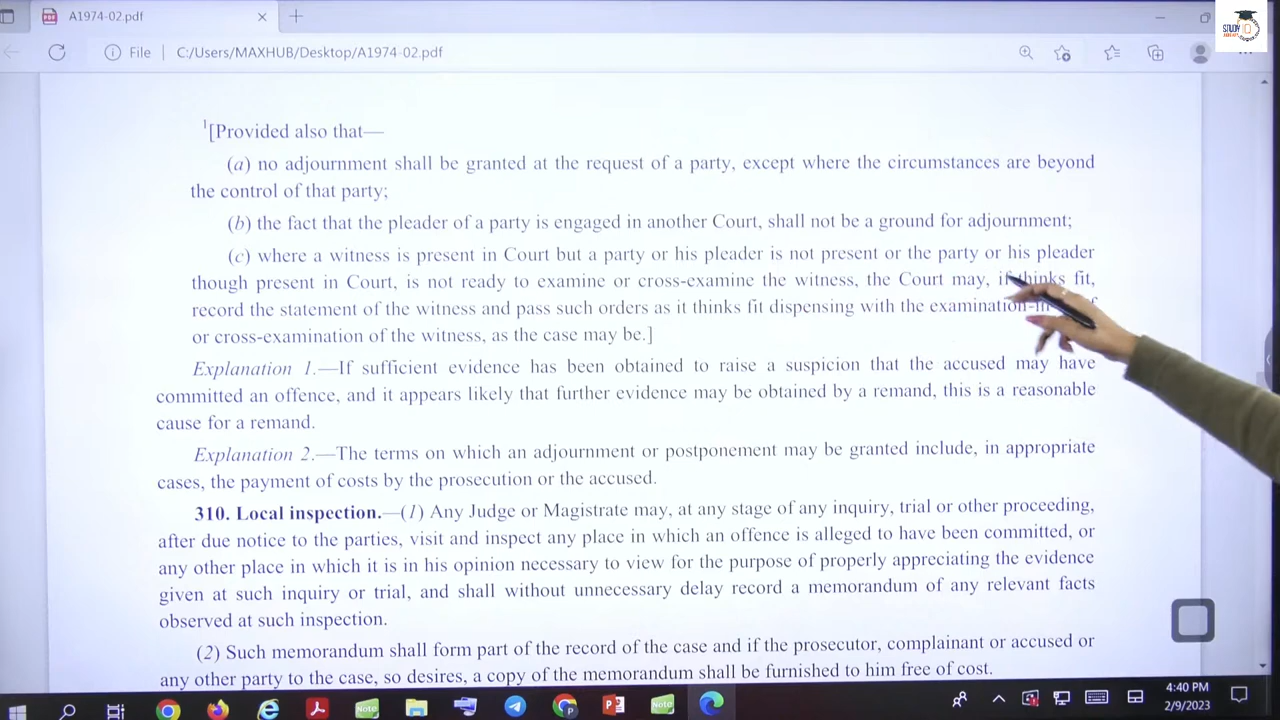 A1974-02.pdf
STUDY IQ
File | C:/Users/MAXHUB/Desktop/A1974-02.pdf
1[Provided also that—
(a) no adjournment shall be granted at the request of a party, except where the circumstances are beyond
the control of that party;
(b) the fact that the pleader of a party is engaged in another Court, shall not be a ground for adjournment;
(c) where a witness is present in Court but a party or his pleader is not present or the party or his pleader
though present in Court, is not ready to examine or cross-examine the witness, the Court may, if thinks fit,
record the statement of the witness and pass such orders as it thinks fit dispensing with the examination-in
or cross-examination of the witness, as the case may be.]
Explanation 1.—If sufficient evidence has been obtained to raise a suspicion that the accused may have
committed an offence, and it appears likely that further evidence may be obtained by a remand, this is a reasonable
cause for a remand.
Explanation 2.—The terms on which an adjournment or postponement may be granted include, in appropriate
cases, the payment of costs by the prosecution or the accused.
310. Local inspection.—(1) Any Judge or Magistrate may, at any stage of any inquiry, trial or other proceeding,
after due notice to the parties, visit and inspect any place in which an offence is alleged to have been committed, or
any other place in which it is in his opinion necessary to view for the purpose of properly appreciating the evidence
given at such inquiry or trial, and shall without unnecessary delay record a memorandum of any relevant facts
observed at such inspection.
(2) Such memorandum shall form part of the record of the case and if the prosecutor, complainant or accused or
any other party to the case, so desires, a copy of the memorandum shall be furnished to him free of cost.
Note
Note
4:40 PM
2/9/2023